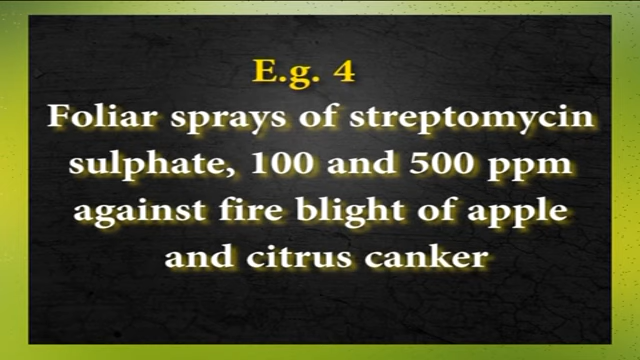 E.g. 4
Foliar sprays of streptomycin
sulphate, 100 and 500 ppm
against fire blight of apple
and citrus canker